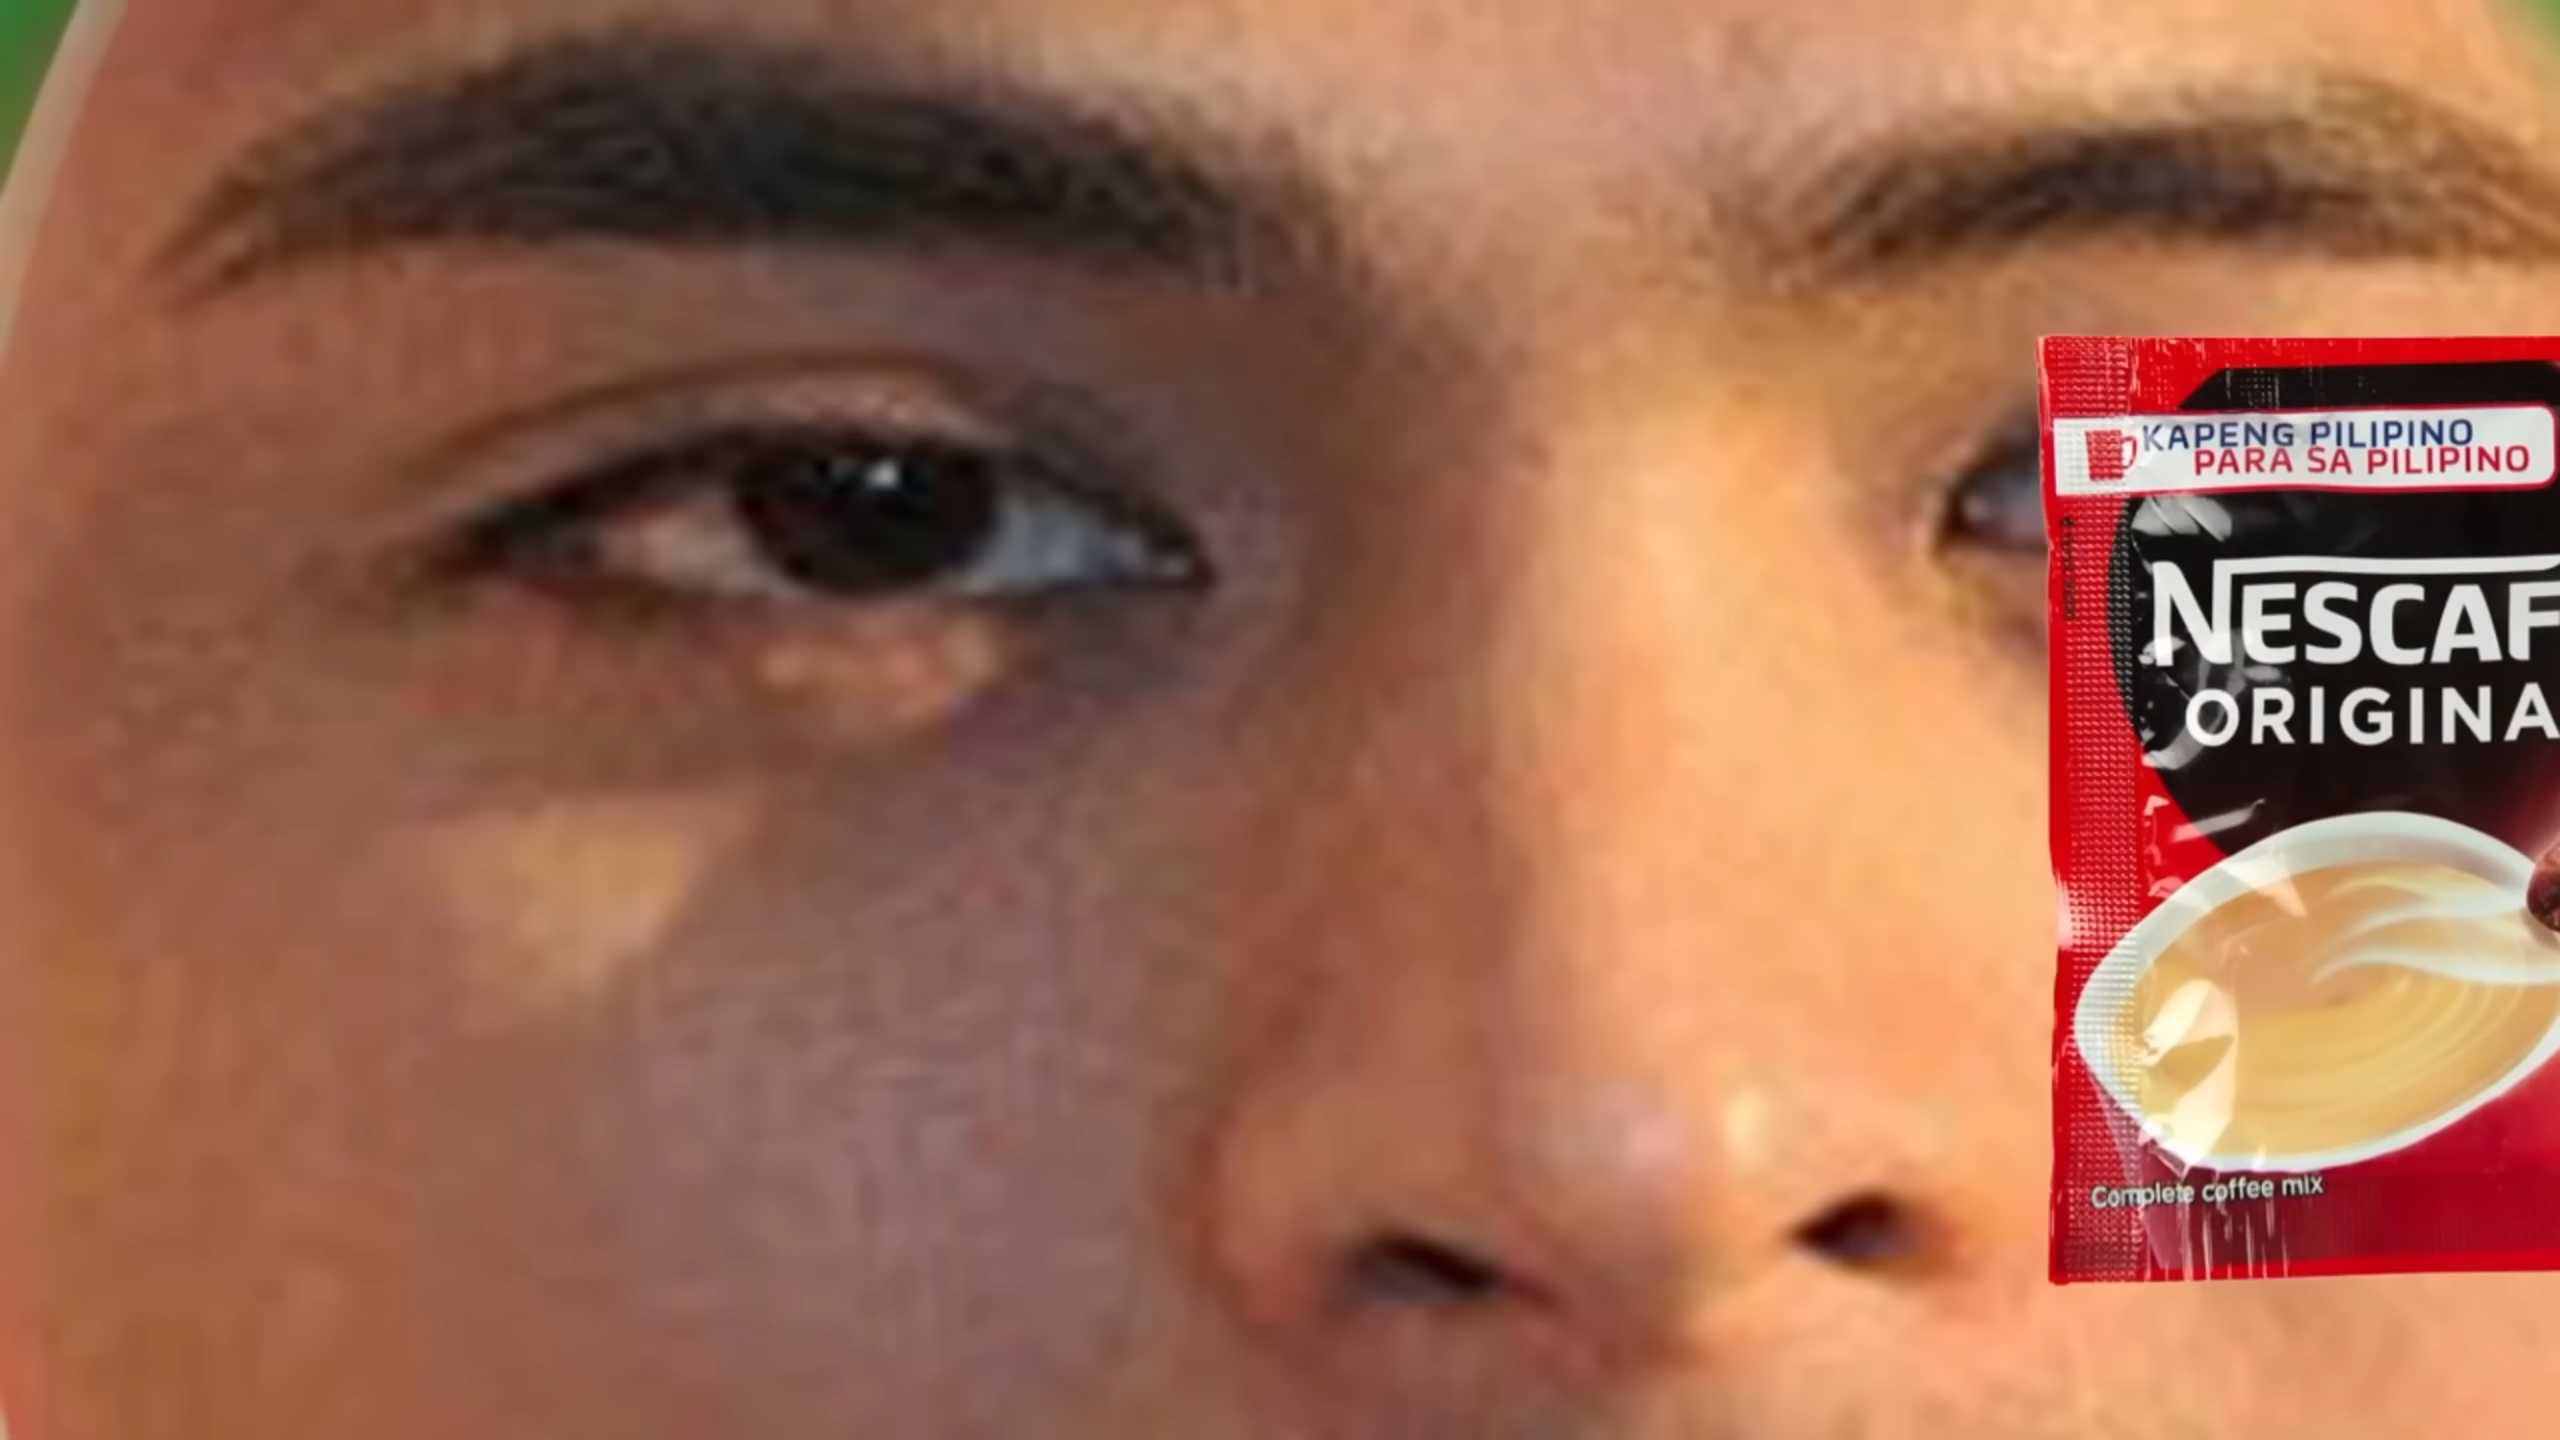 KAPENG PILIPINO
PARA SA PILIPINO
NESCAF
ORIGINA
Complete coffee mix